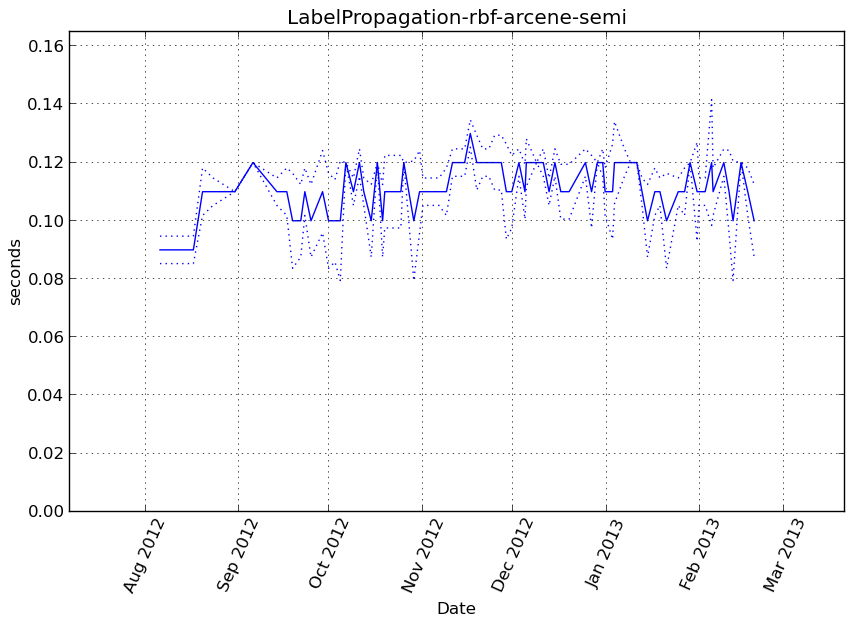 LabelPropagation-rbf-arcene-semi
0.16
0.14
0.12
0.10
0.08
0.06
0.04
0.02
0.00
seconds
Aug 2012
Sep 2012
Oct 2012
Nov 2012
Dec 2012
Jan 2013
Feb 2013
Mar 2013
Date